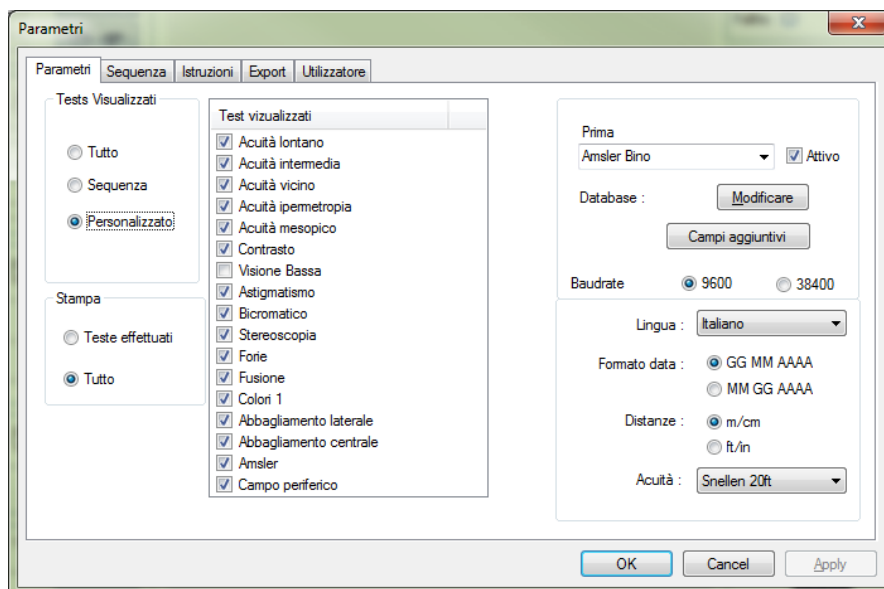 Parametri
Parametri Sequenza Istruzioni Export Utilizzatore
Tests Visualizzati
Tutto
Sequenza
Personalizzato
Stampa
Teste effettuati
Tutto
Test vizualizzati
Acuità lontano
Acuità intermedia
Acuità vicino
Acuità ipermetropia
Acuità mesopico
Contrasto
Visione Bassa
Astigmatismo
Bicromatico
Stereoscopia
Forie
Fusione
Colori 1
Abbagliamento laterale
Abbagliamento centrale
Amsler
Campo periferico
Prima
Amsler Bino Attivo
Database : Modificare
Campi aggiuntivi
Baudrate 9600 38400
Lingua : Italiano
Formato data : GG MM AAAA
MM GG AAAA
Distanze : m/cm
ft/in
Acuità : Snellen 20ft
OK Cancel Apply